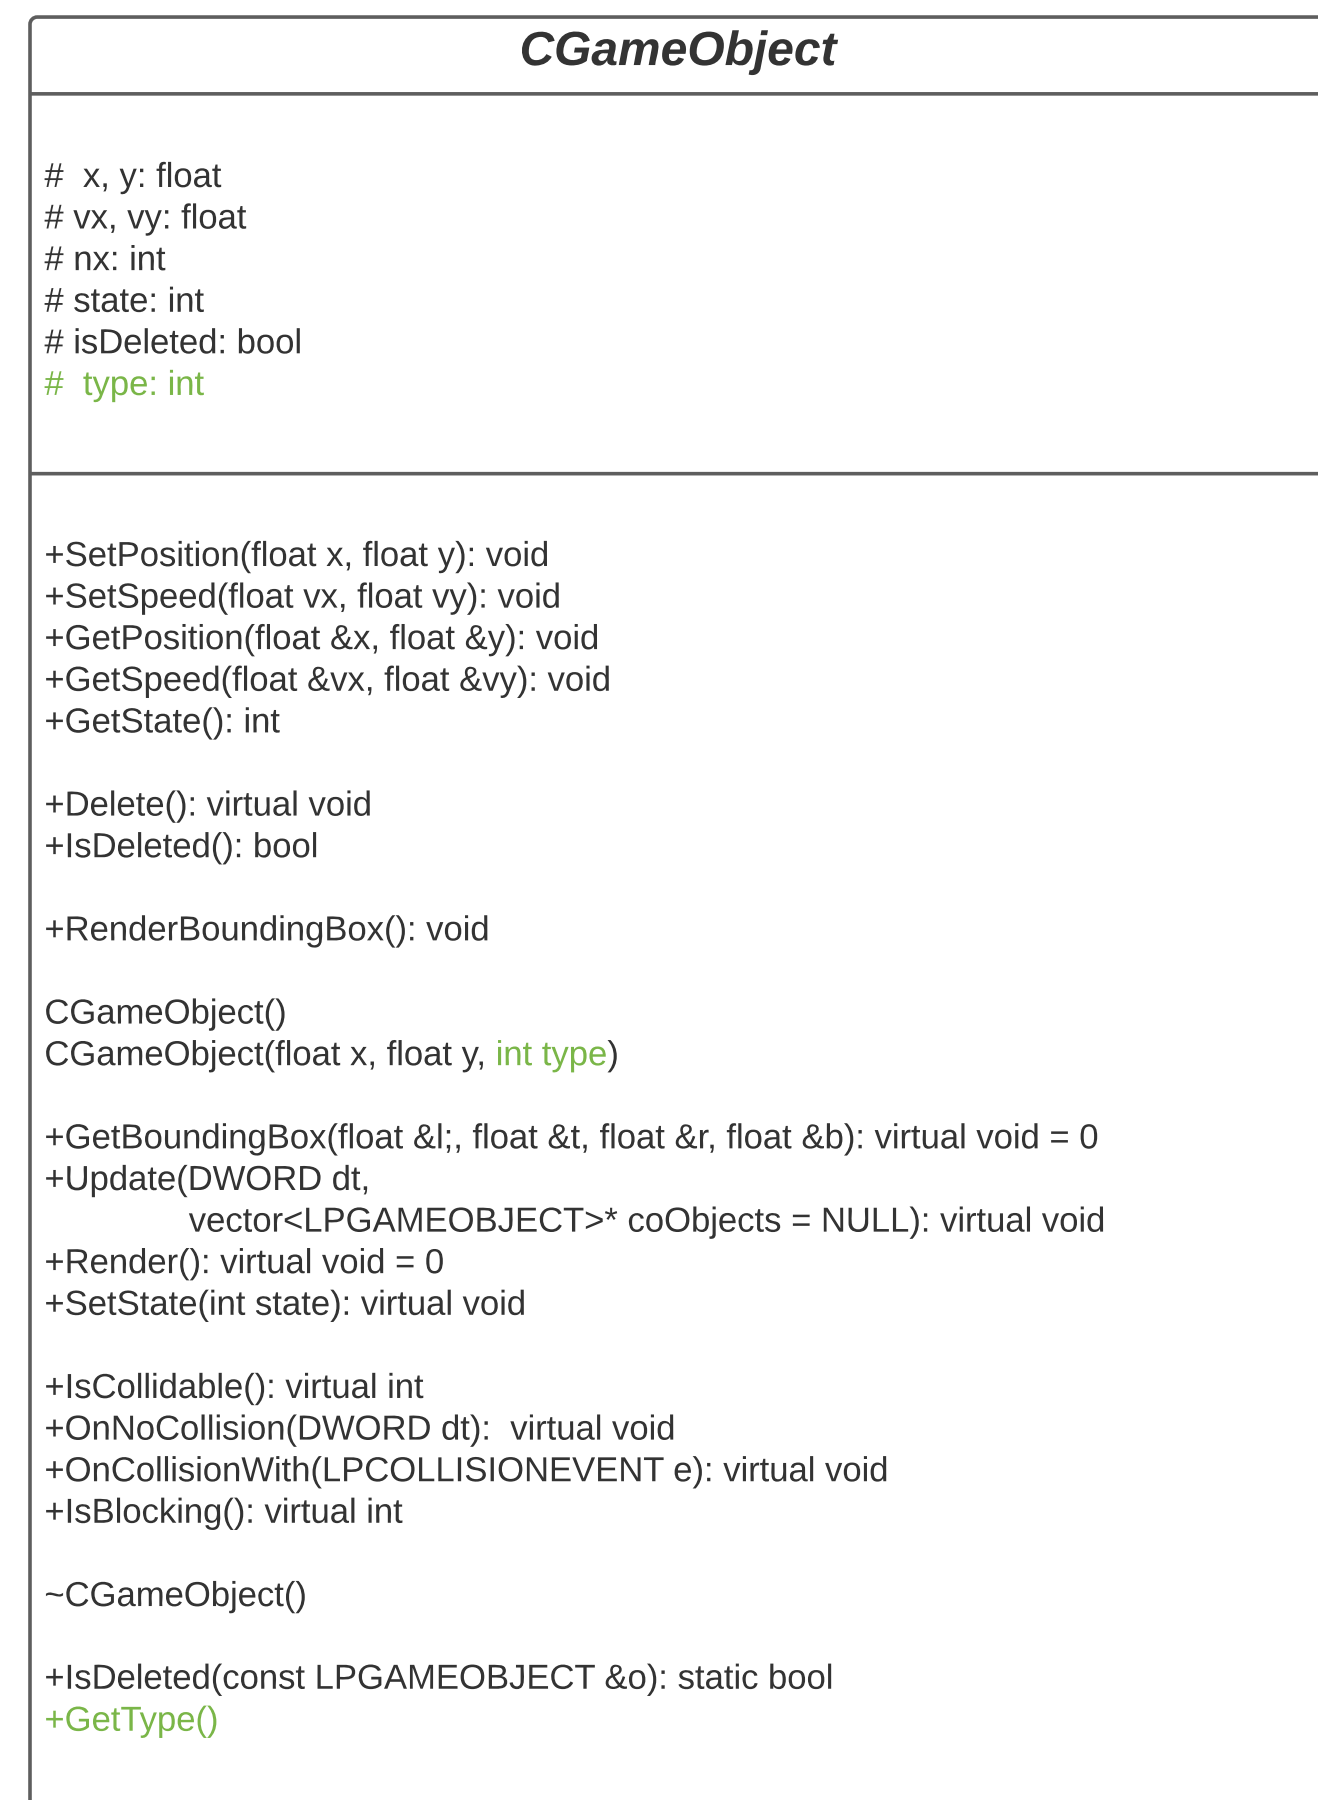 CGameObject
#  x, y: float
# vx, vy: float
# nx: int
# state: int
# isDeleted: bool
#  type: int
+SetPosition(float x, float y): void
+SetSpeed(float vx, float vy): void
+GetPosition(float &x, float &y): void
+GetSpeed(float &vx, float &vy): void
+GetState(): int
+Delete(): virtual void
+IsDeleted(): bool
+RenderBoundingBox(): void
CGameObject()
CGameObject(float x, float y, int type)
+GetBoundingBox(float &l;, float &t, float &r, float &b): virtual void = 0
+Update(DWORD dt,
vector<LPGAMEOBJECT>* coObjects = NULL): virtual void
+Render(): virtual void = 0
+SetState(int state): virtual void
+IsCollidable(): virtual int
+OnNoCollision(DWORD dt):  virtual void
+OnCollisionWith(LPCOLLISIONEVENT e): virtual void
+IsBlocking(): virtual int
~CGameObject()
+IsDeleted(const LPGAMEOBJECT &o): static bool
+GetType()